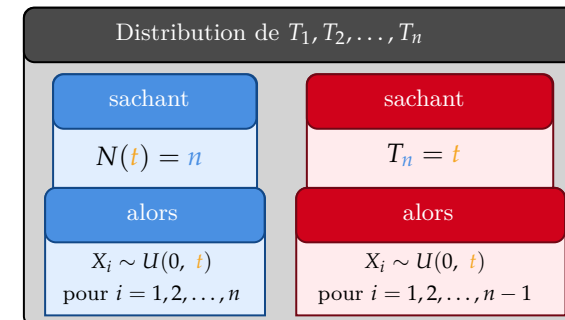 Distribution de T₁, T₂, . . . , Tₙ
sachant
N(t) = n
alors
Xᵢ ∼ U(0, t)
pour i = 1, 2, . . . , n
sachant
Tₙ = t
alors
Xᵢ ∼ U(0, t)
pour i = 1, 2, . . . , n − 1